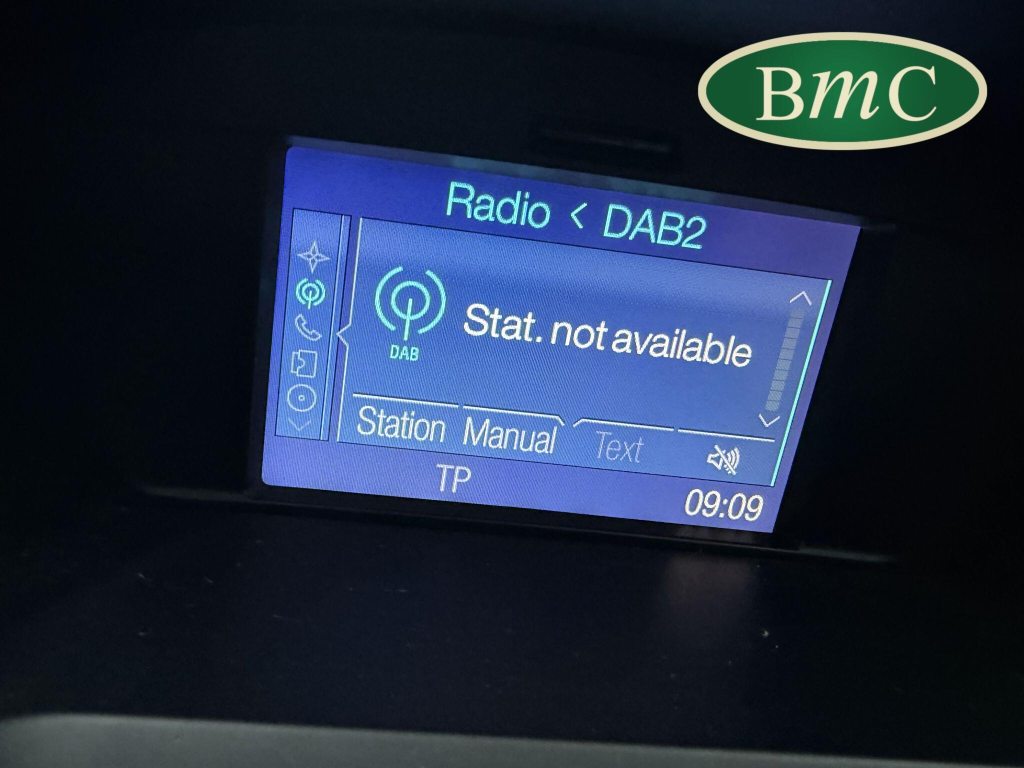 BmC
Radio < DAB2
DAB
Stat. not available
Station Manual Text
TP
09:09